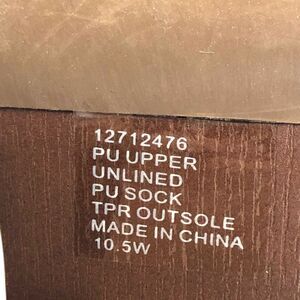 12712476
PU UPPER
UNLINED
PU SOCK
TPR OUTSOLE
MADE IN CHINA
10.5W